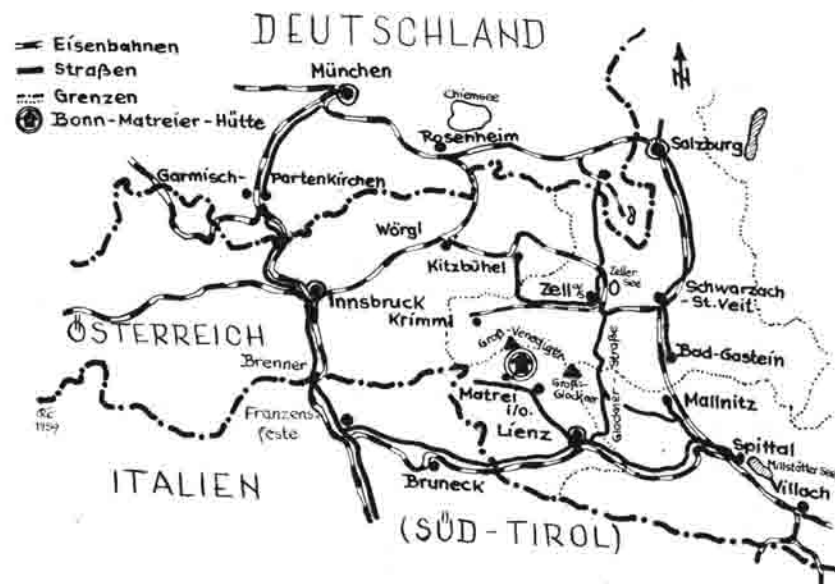 DEUTSCHLAND
Eisenbahnen
Straßen
Grenzen
Bonn-Matreier-Hütte
München
Chiemsee
Rosenheim
Salzburg
N
Garmisch-
Partenkirchen
Wörgl
Kitzbühel
Zell a/S
Zeller
See
Innsbruck
Krimml
Schwarzach
-St. Veit
ÖSTERREICH
Groß-Venediger
Glockner Straße
Bad-Gastein
Brenner
Groß-
Glockner
Matrei
i/O.
Mallnitz
1959
Franzens-
feste
Lienz
Spittal
Millstätter See
Villach
Bruneck
ITALIEN
(SÜD-TIROL)